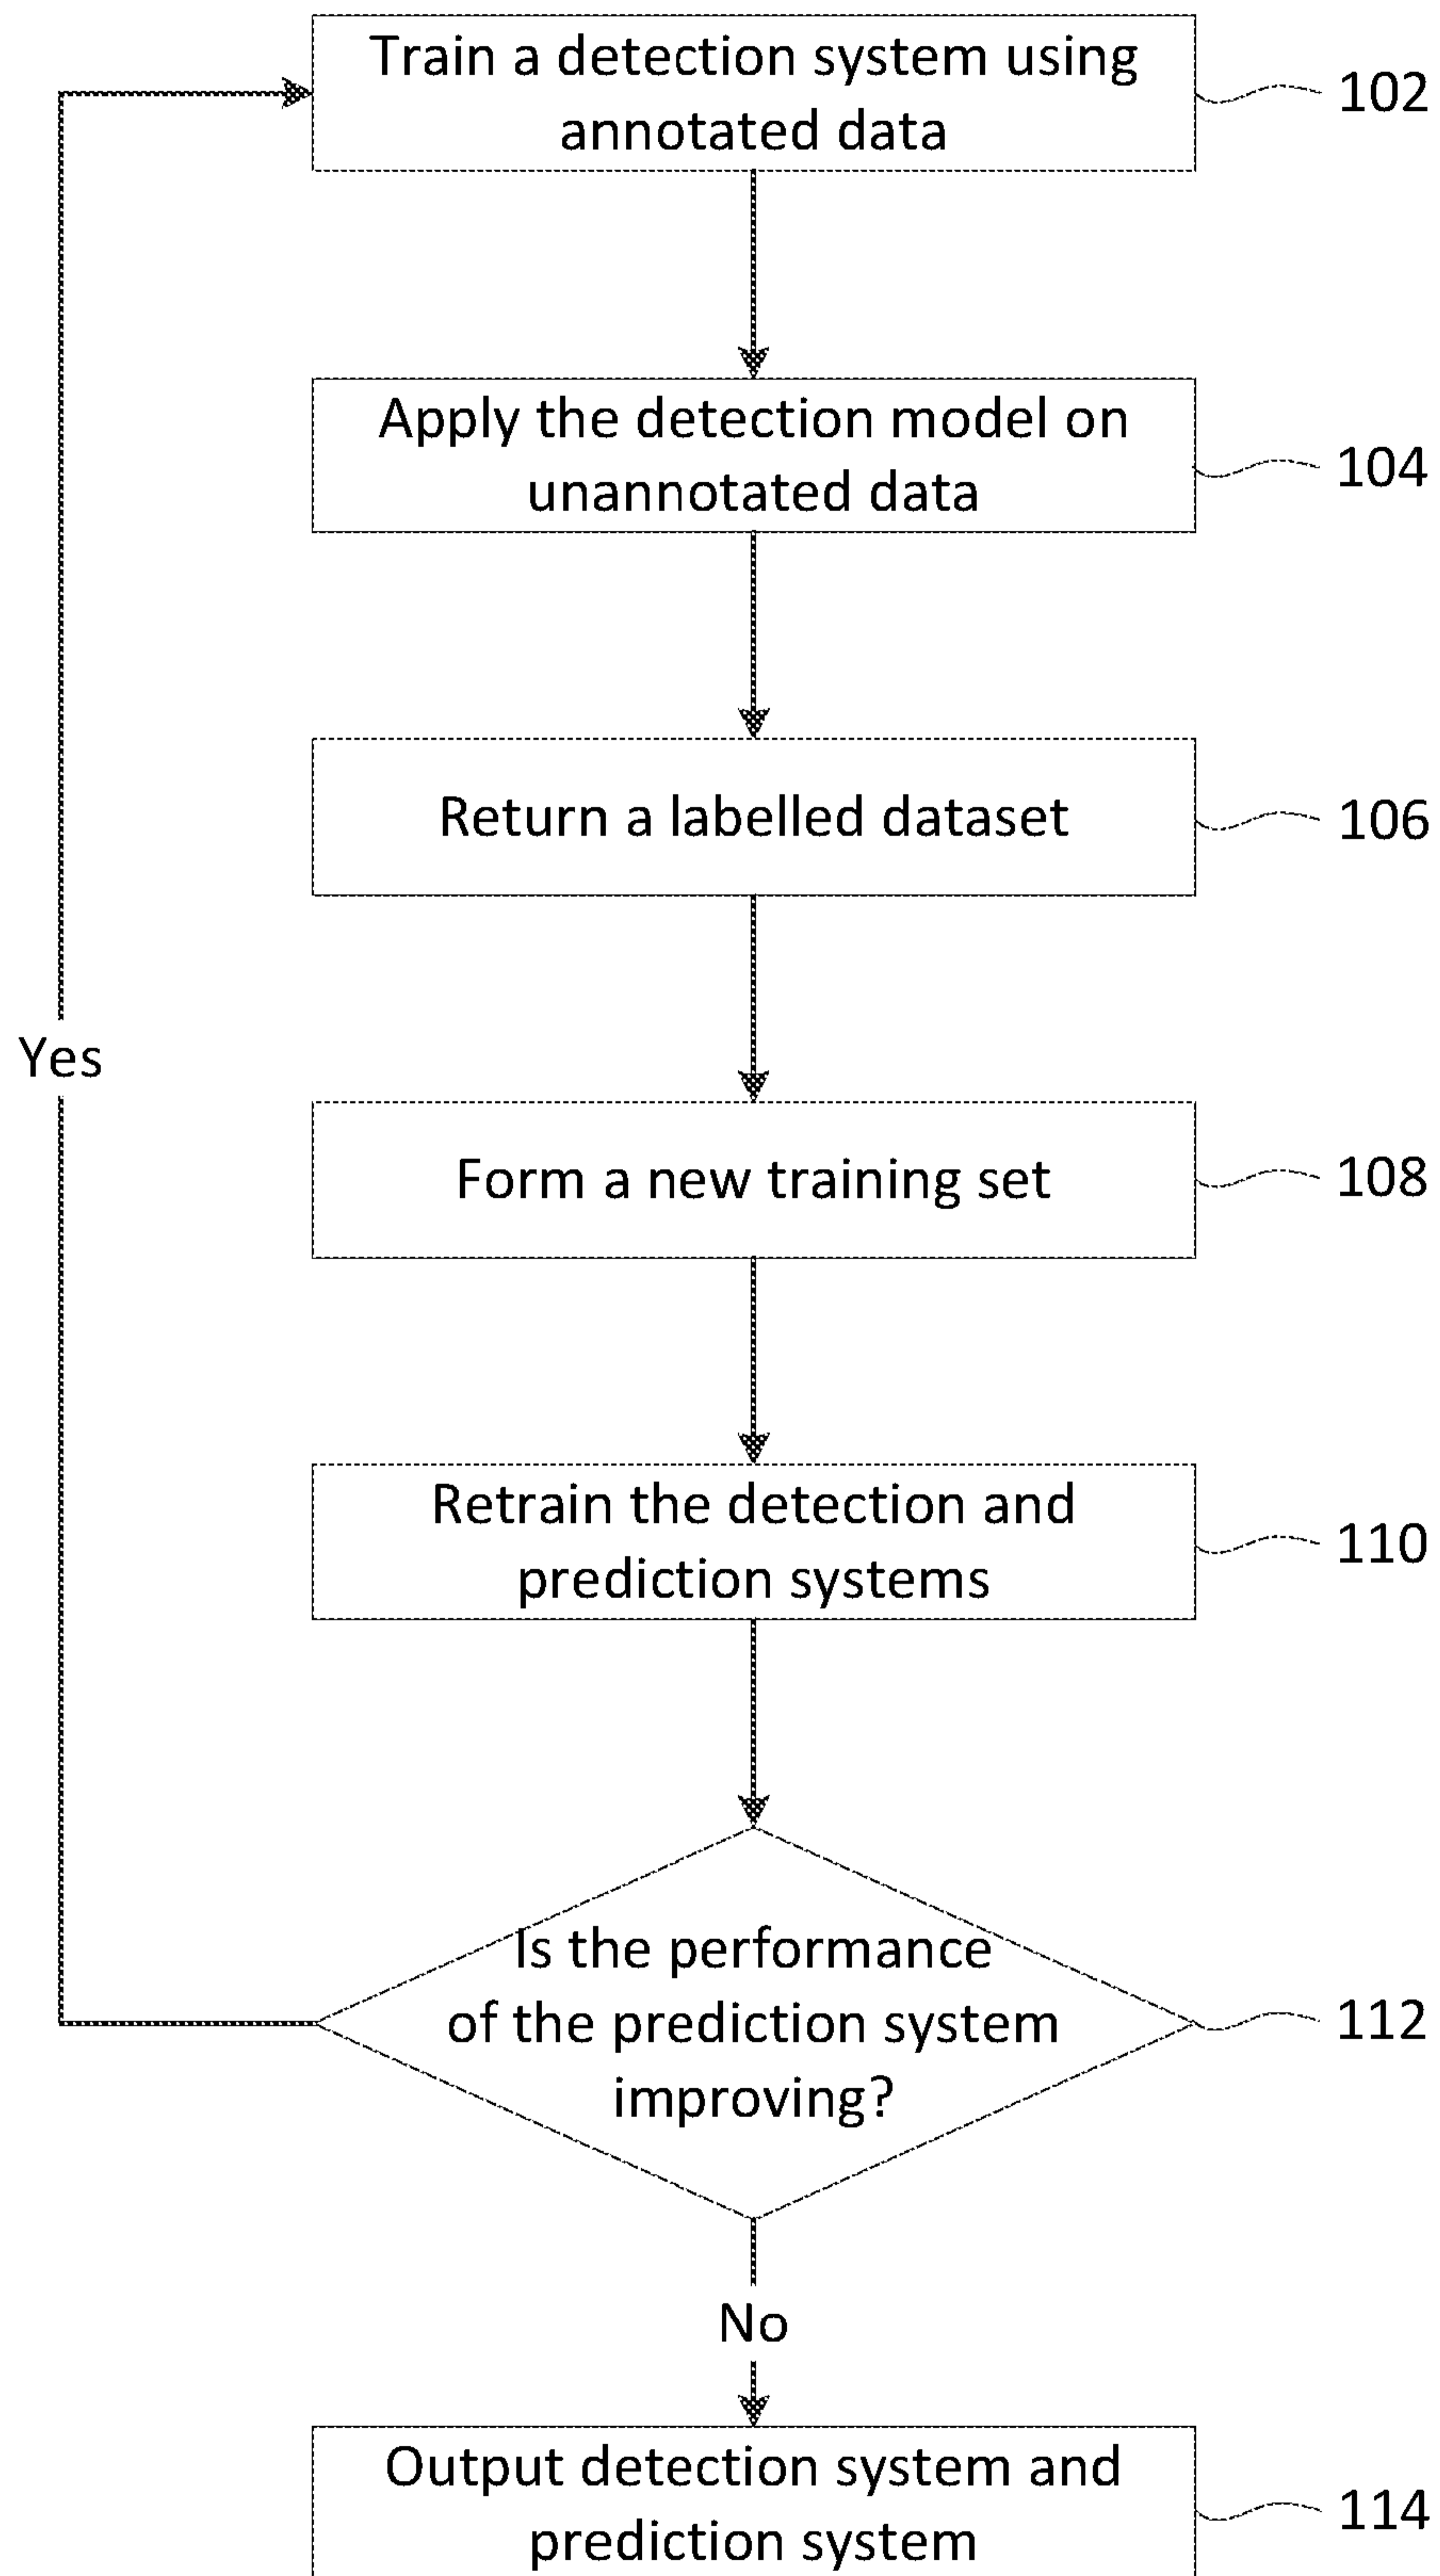 Train a detection system using
annotated data
102
Apply the detection model on
unannotated data
104
Return a labelled dataset
106
Yes
Form a new training set
108
Retrain the detection and
prediction systems
110
Is the performance
of the prediction system
improving?
112
No
Output detection system and
prediction system
114